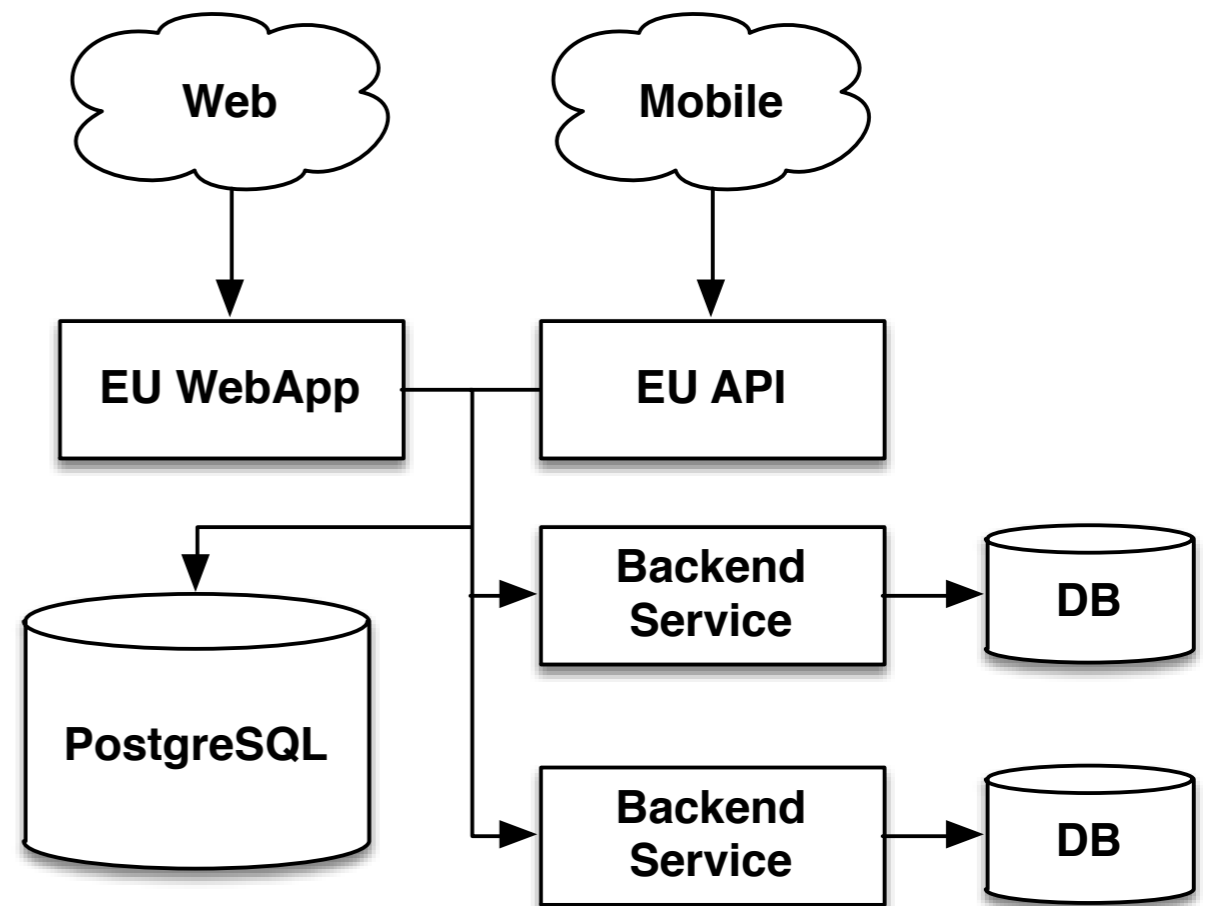 Web
Mobile
EU WebApp
EU API
Backend
Service
DB
PostgreSQL
Backend
Service
DB